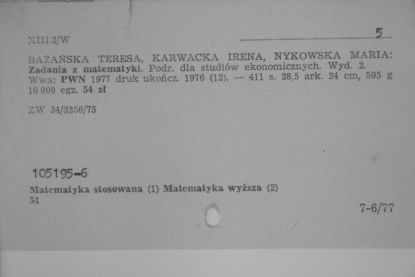 XIII.2/W
5
BAZAŃSKA TERESA, KARWACKA IRENA, NYKOWSKA MARIA:
Zadania z matematyki. Podr. dla studiów ekonomicznych. Wyd. 2.
Wwa: PWN 1977 druk ukończ. 1976 (12). — 411 s. 28,5 ark. 24 cm, 595 g
10 000 egz. 54 zł
ZW 34/3256/75
105195-6
Matematyka stosowana (1) Matematyka wyższa (2)
51
7-6/77